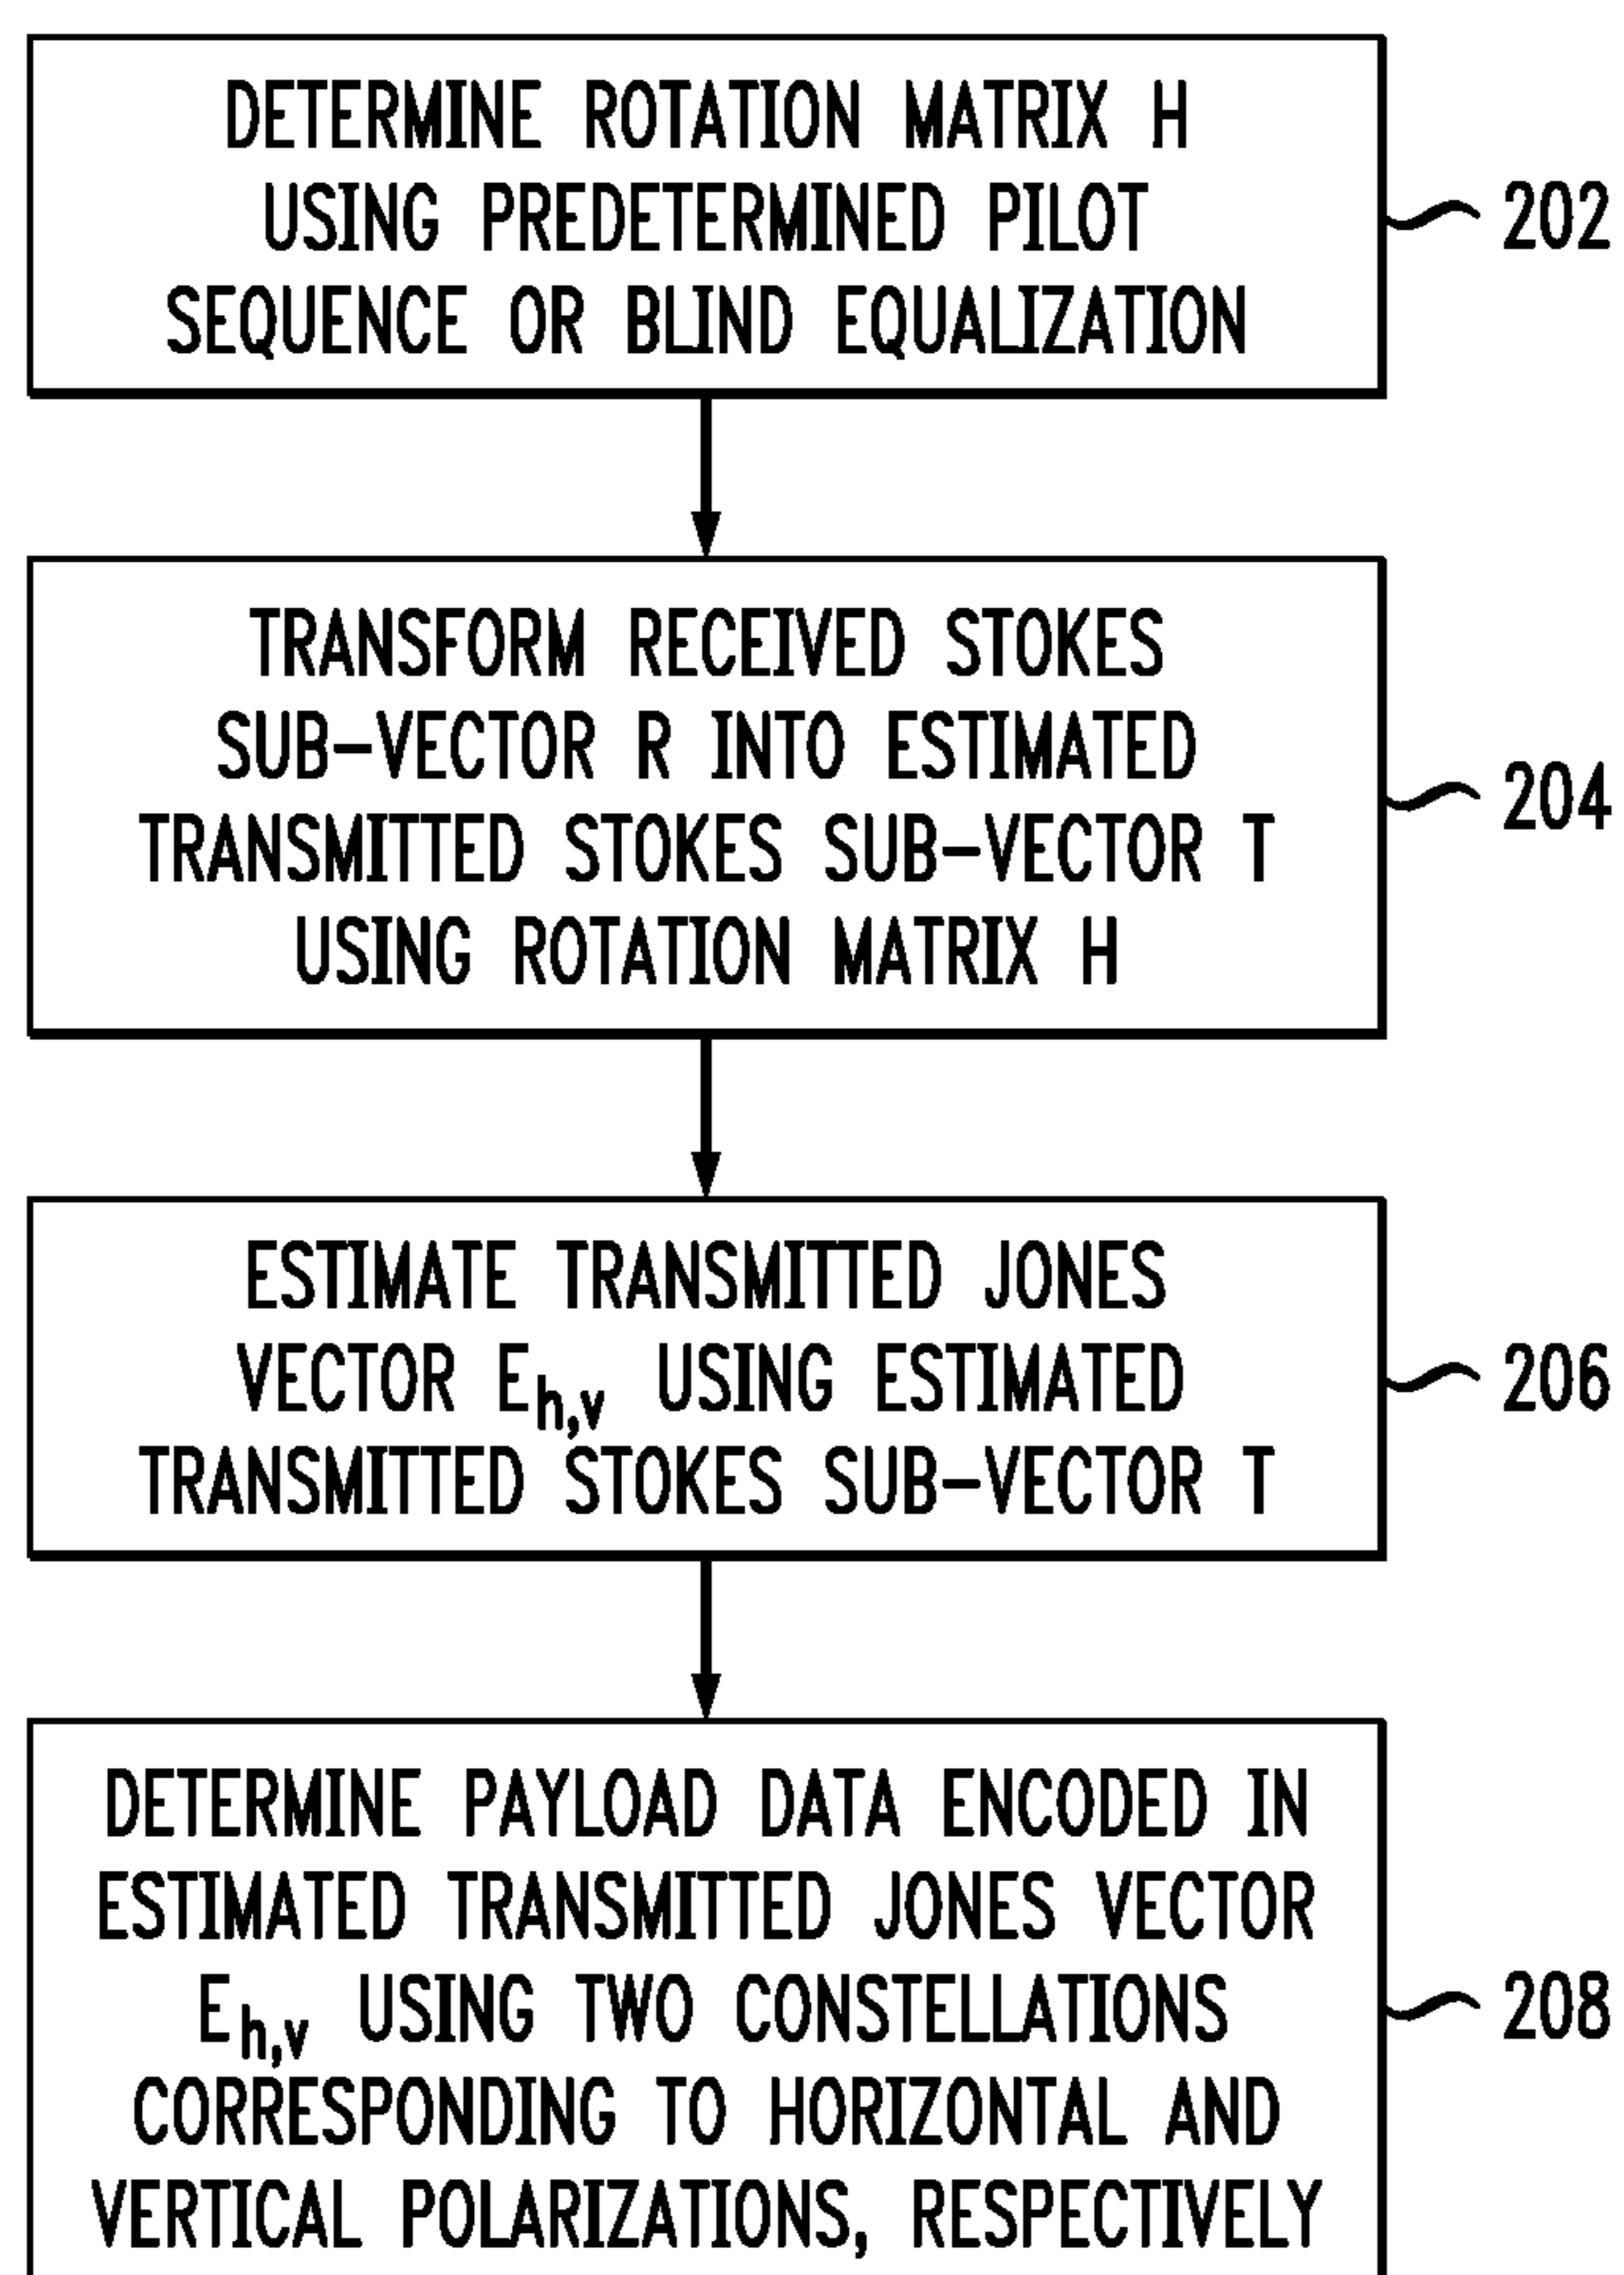 DETERMINE ROTATION MATRIX H
USING PREDETERMINED PILOT
SEQUENCE OR BLIND EQUALIZATION
202
TRANSFORM RECEIVED STOKES
SUB-VECTOR R INTO ESTIMATED
TRANSMITTED STOKES SUB-VECTOR T
USING ROTATION MATRIX H
204
ESTIMATE TRANSMITTED JONES
VECTOR Eh,v USING ESTIMATED
TRANSMITTED STOKES SUB-VECTOR T
206
DETERMINE PAYLOAD DATA ENCODED IN
ESTIMATED TRANSMITTED JONES VECTOR
Eh,v USING TWO CONSTELLATIONS
CORRESPONDING TO HORIZONTAL AND
VERTICAL POLARIZATIONS, RESPECTIVELY
208